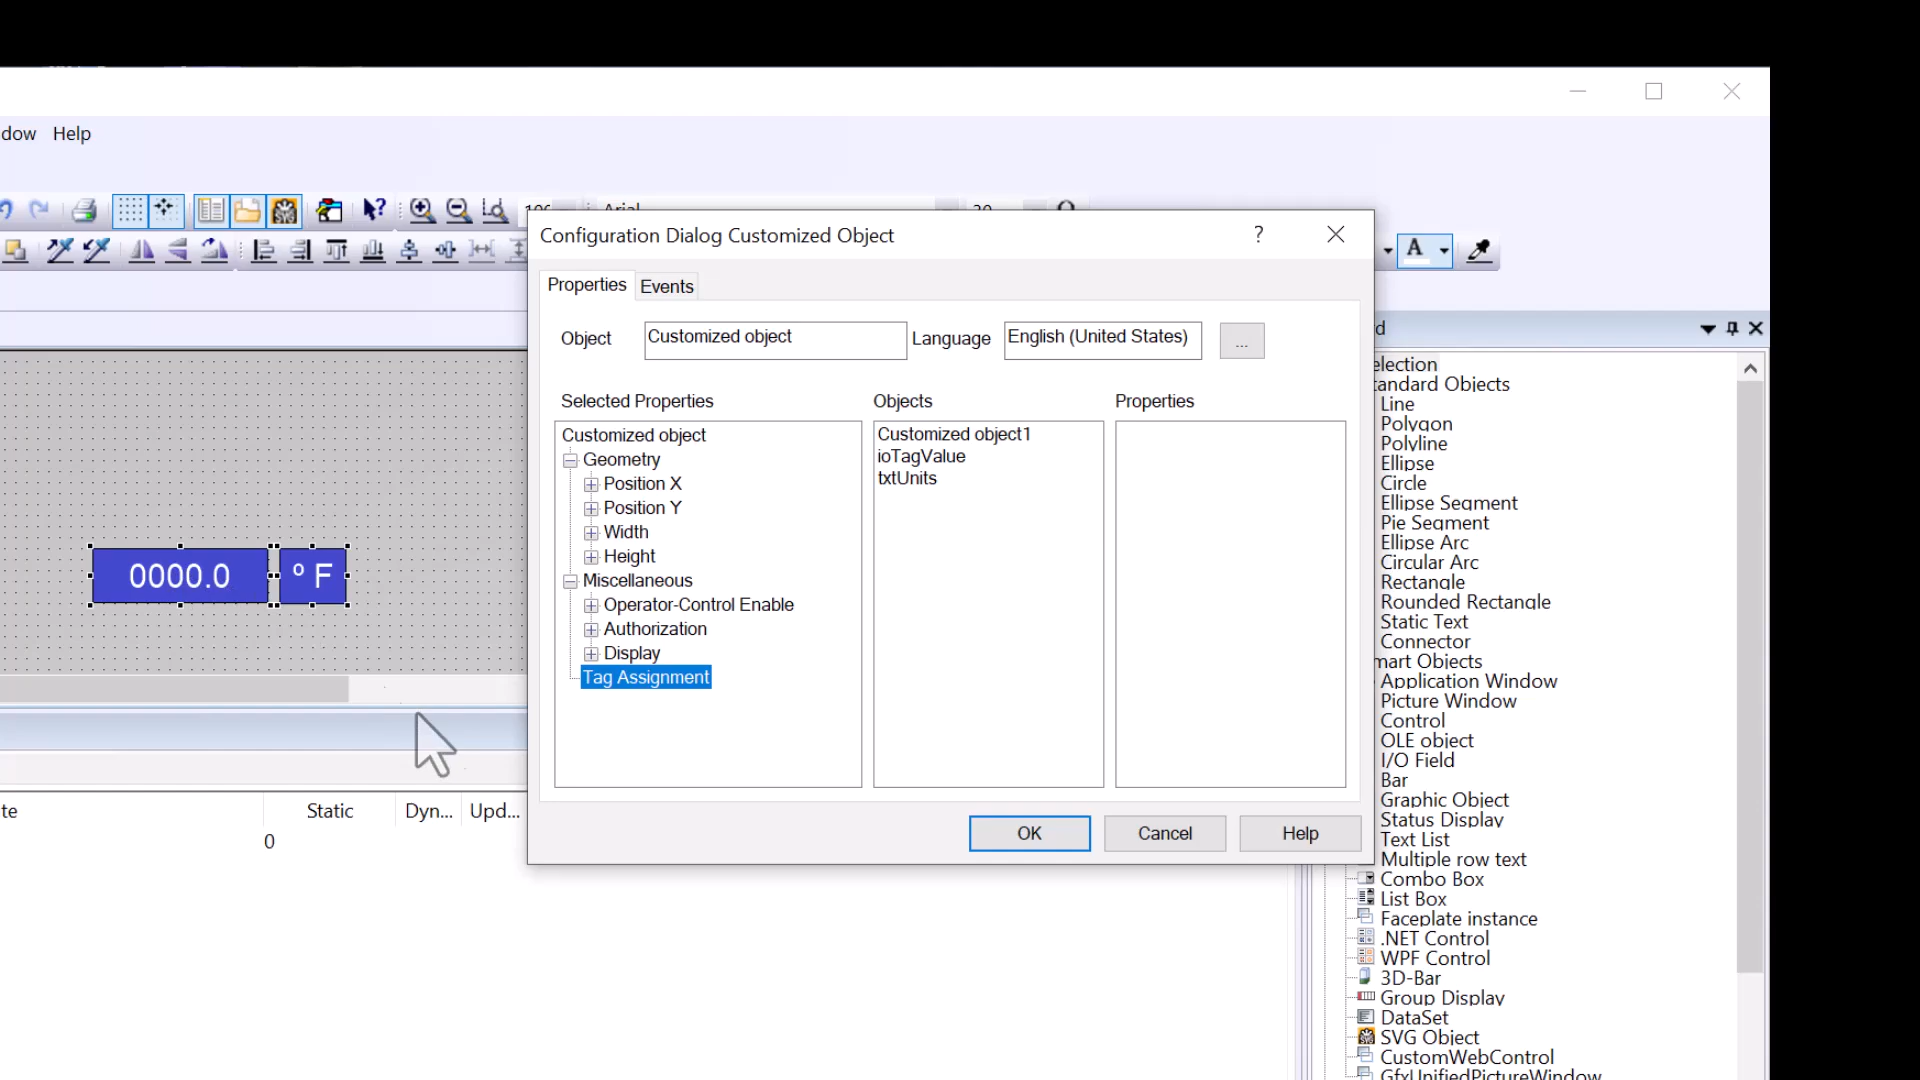 dow Help
Configuration Dialog Customized Object
?
Properties Events
A
Object Customized object Language English (United States) ...
d
Selected Properties Objects Properties
Customized object
Geometry
Position X
Position Y
Width
Height
Miscellaneous
Operator-Control Enable
Authorization
Display
Tag Assignment
Customized object1
ioTagValue
txtUnits
OK Cancel Help
0000.0 º F
te Static Dyn... Upd...
0
election
tandard Objects
Line
Polygon
Polyline
Ellipse
Circle
Ellipse Segment
Pie Segment
Ellipse Arc
Circular Arc
Rectangle
Rounded Rectangle
Static Text
Connector
mart Objects
Application Window
Picture Window
Control
OLE object
I/O Field
Bar
Graphic Object
Status Display
Text List
Multiple row text
Combo Box
List Box
Faceplate instance
.NET Control
WPF Control
3D-Bar
Group Display
DataSet
SVG Object
CustomWebControl
GfxUnifiedPictureWindow